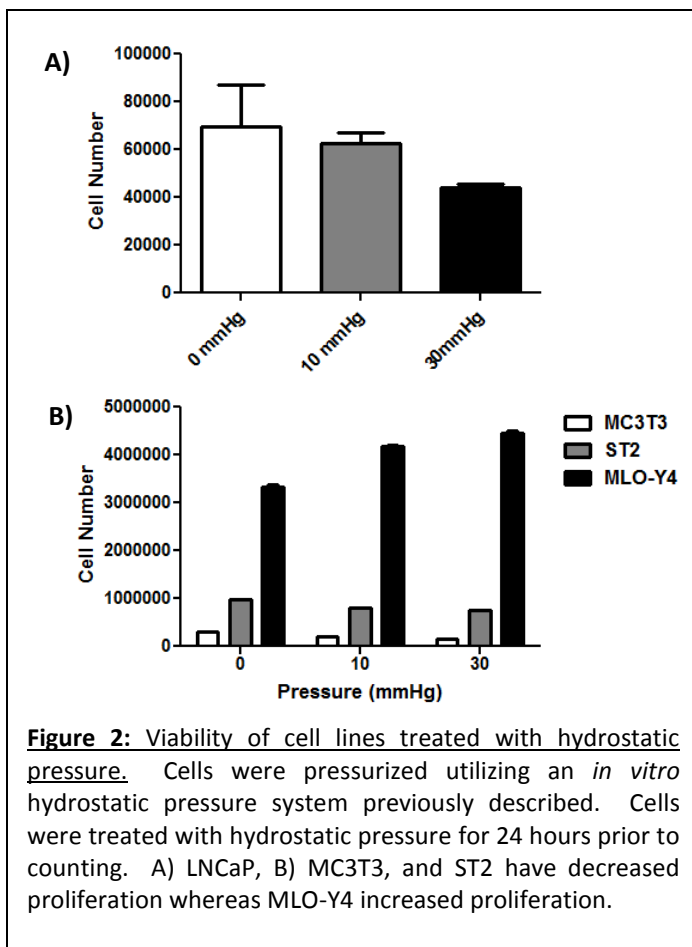 A)
100000
80000
60000
40000
20000
0
Cell Number
0 mmHg
10 mmHg
30mmHg
B)
5000000
4000000
3000000
2000000
1000000
0
Cell Number
MC3T3
ST2
MLO-Y4
0
10
30
Pressure (mmHg)
Figure 2: Viability of cell lines treated with hydrostatic
pressure. Cells were pressurized utilizing an in vitro
hydrostatic pressure system previously described. Cells
were treated with hydrostatic pressure for 24 hours prior to
counting. A) LNCaP, B) MC3T3, and ST2 have decreased
proliferation whereas MLO-Y4 increased proliferation.